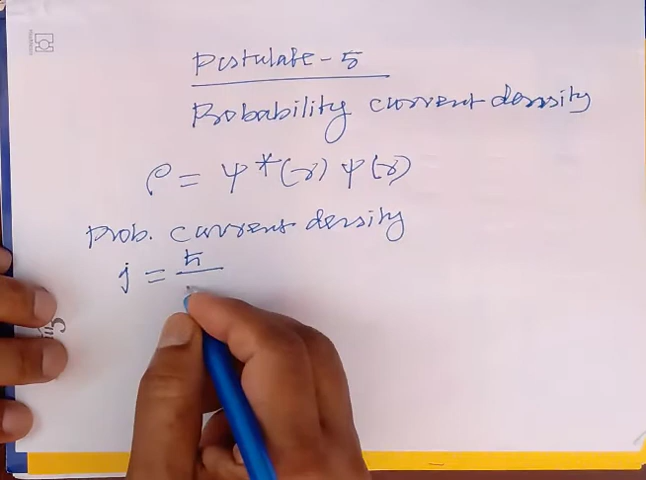 Postulate - 5
Probability current density
ρ = ψ*(r) ψ(r)
Prob. current density
j = ℏ